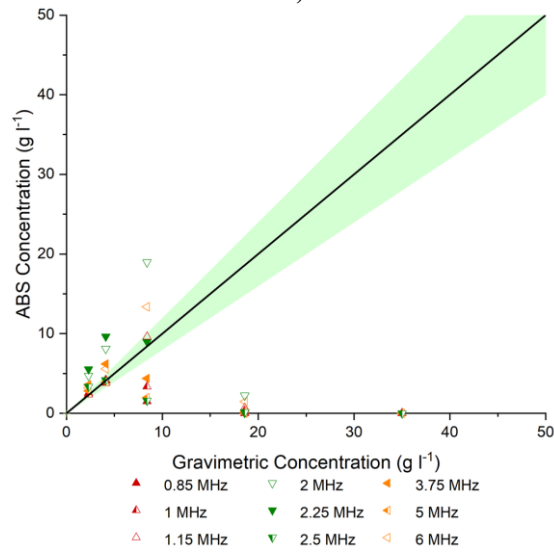 )
50
40
30
20
10
0
ABS Concentration (g l⁻¹)
0 10 20 30 40 50
Gravimetric Concentration (g l⁻¹)
0.85 MHz 2 MHz 3.75 MHz
1 MHz 2.25 MHz 5 MHz
1.15 MHz 2.5 MHz 6 MHz